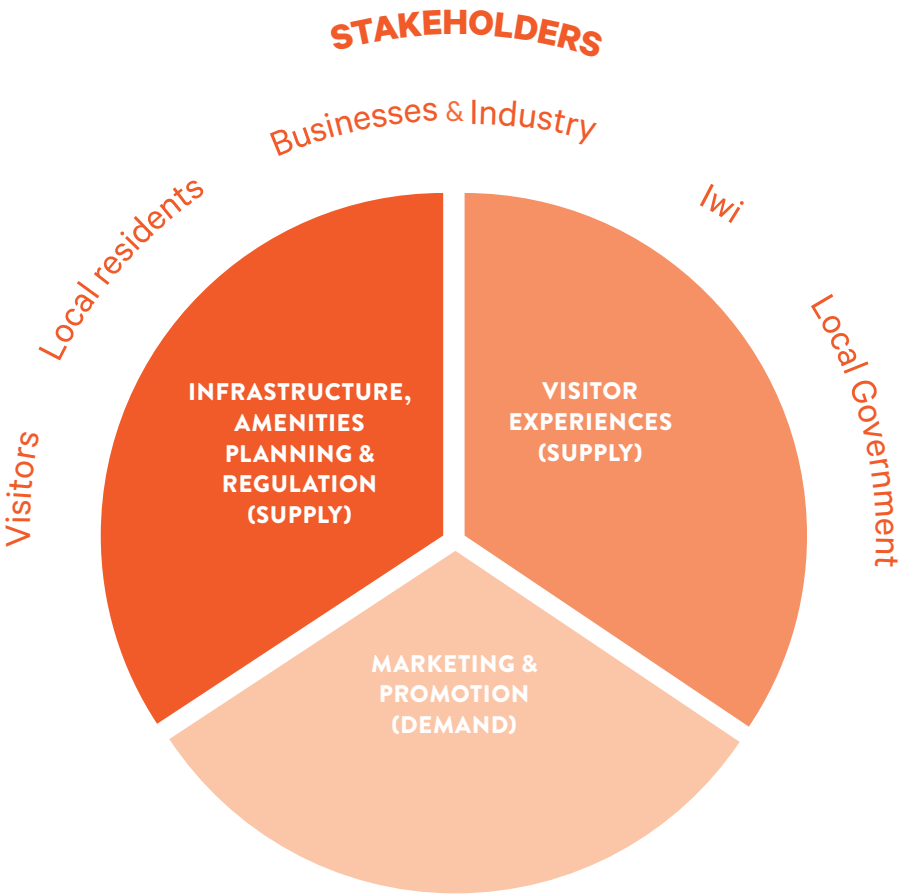 STAKEHOLDERS
Businesses & Industry
Local residents
Iwi
Visitors
Local Government
INFRASTRUCTURE,
AMENITIES
PLANNING &
REGULATION
(SUPPLY)
VISITOR
EXPERIENCES
(SUPPLY)
MARKETING &
PROMOTION
(DEMAND)